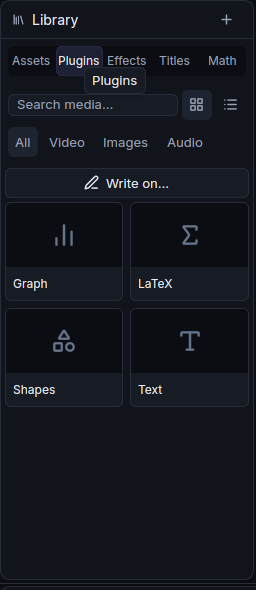 Library
Assets Plugins Effects Titles Math
Plugins
Search media...
All Video Images Audio
Write on...
Graph LaTeX
Shapes Text